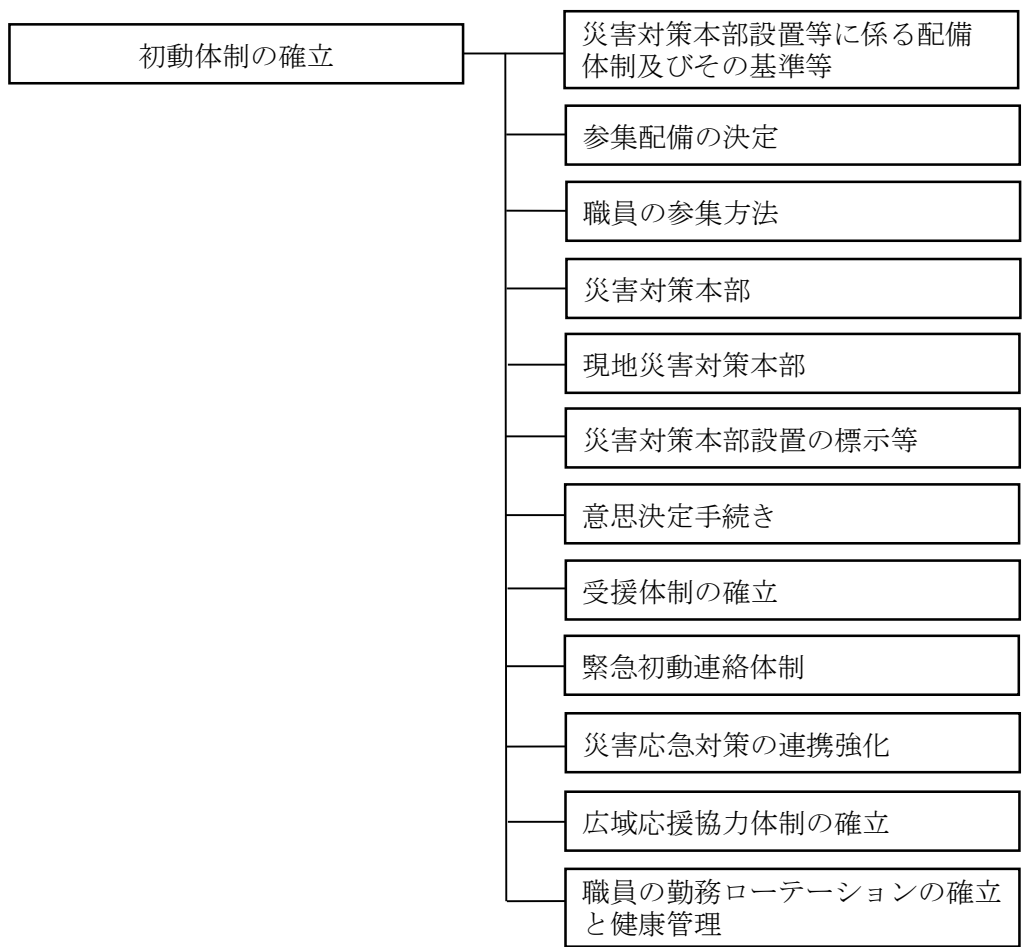 初動体制の確立
災害対策本部設置等に係る配備
体制及びその基準等
参集配備の決定
職員の参集方法
災害対策本部
現地災害対策本部
災害対策本部設置の標示等
意思決定手続き
受援体制の確立
緊急初動連絡体制
災害応急対策の連携強化
広域応援協力体制の確立
職員の勤務ローテーションの確立
と健康管理